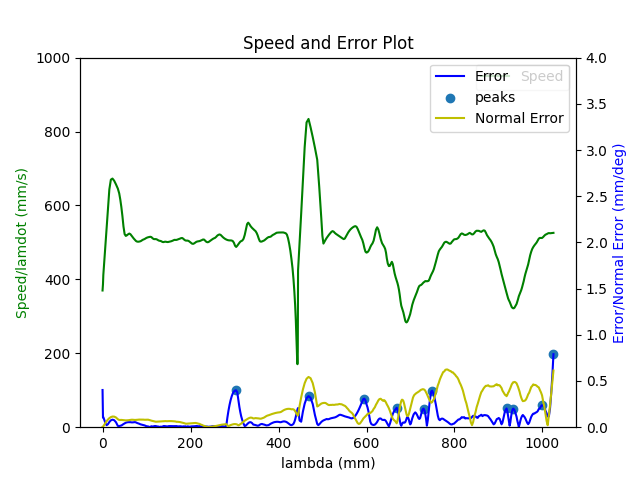 Speed and Error Plot
1000
800
600
400
200
0
Speed/lamdot (mm/s)
4.0
3.5
3.0
2.5
2.0
1.5
1.0
0.5
0.0
Error/Normal Error (mm/deg)
Error
Speed
peaks
Normal Error
0
200
400
600
800
1000
lambda (mm)